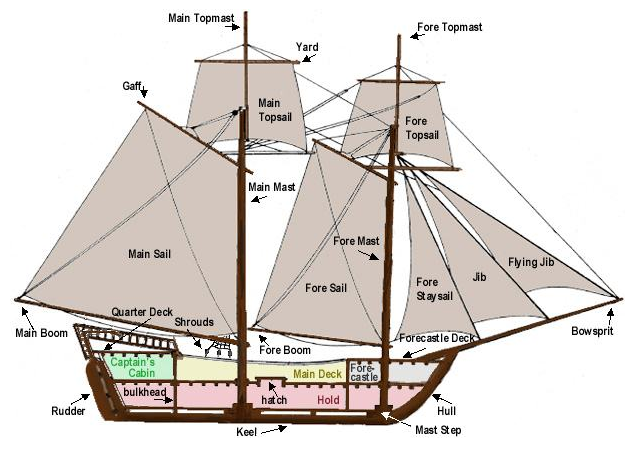 Main Topmast
Fore Topmast
Yard
Gaff
Main
Topsail
Fore
Topsail
Main Mast
Fore Mast
Main Sail
Fore Sail
Fore
Staysail
Jib
Flying Jib
Quarter Deck
Shrouds
Main Boom
Fore Boom
Forecastle Deck
Bowsprit
Captain's
Cabin
Main Deck
Fore-
castle
bulkhead
hatch
Hold
Rudder
Hull
Keel
Mast Step